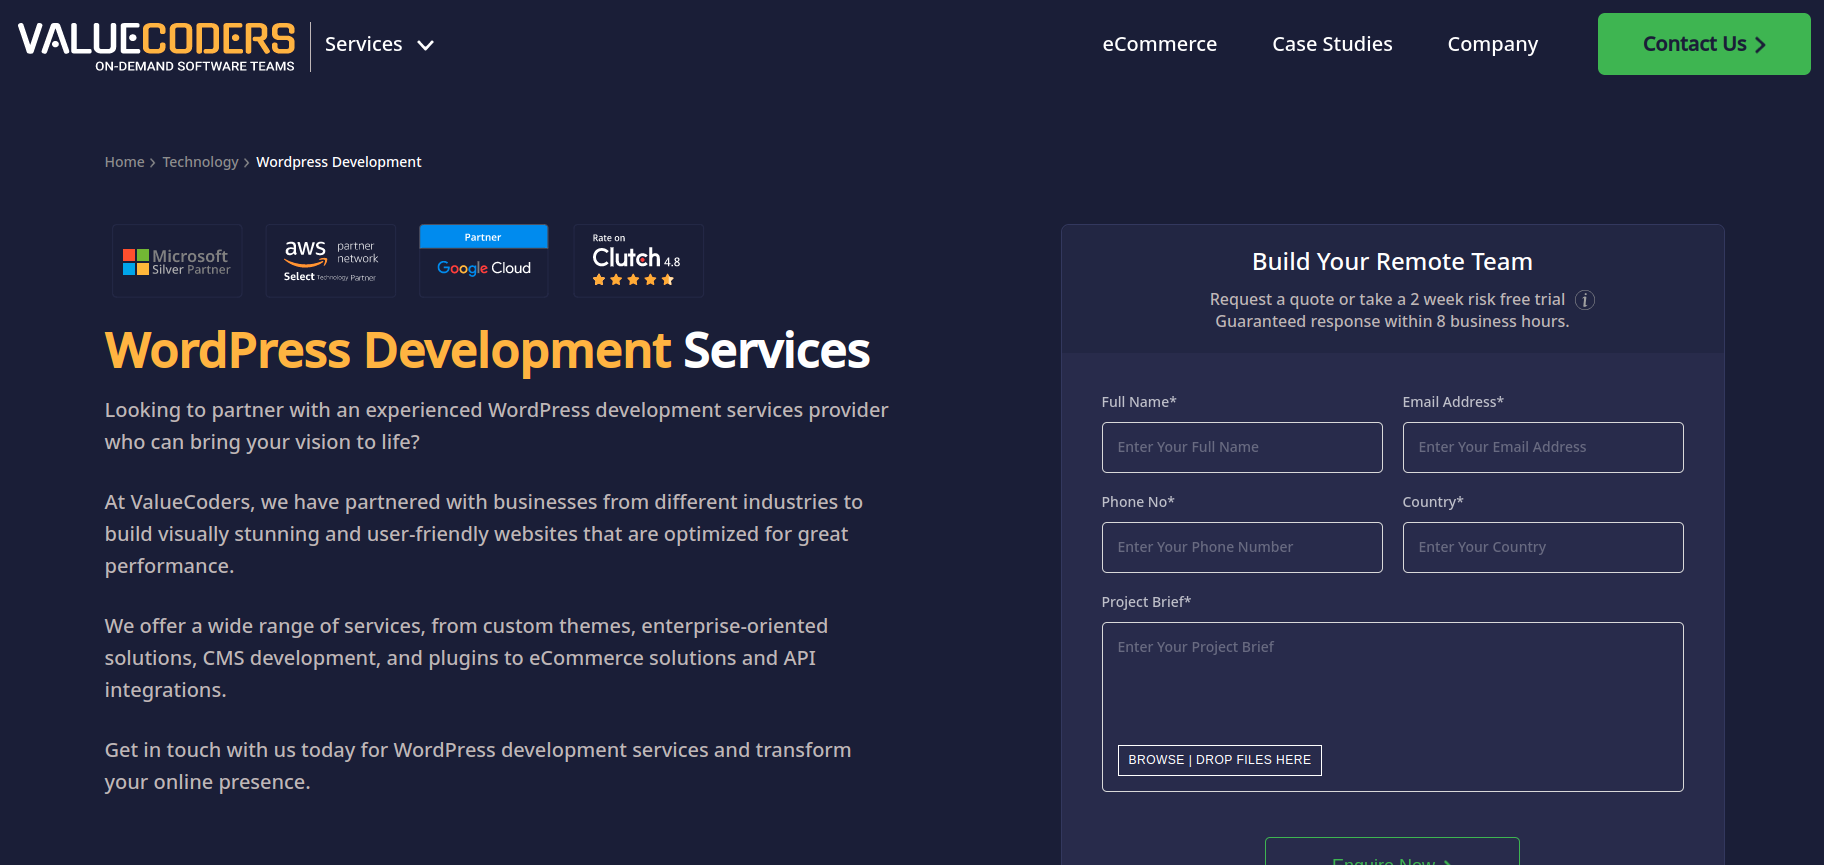 VALUECODERS
ON-DEMAND SOFTWARE TEAMS
Services
eCommerce
Case Studies
Company
Contact Us
Home
Technology
Wordpress Development
Microsoft
Silver Partner
aws partner
network
Select Technology Partner
Partner
Google Cloud
Rate on
Clutch 4.8
WordPress Development Services
Looking to partner with an experienced WordPress development services provider
who can bring your vision to life?
At ValueCoders, we have partnered with businesses from different industries to
build visually stunning and user-friendly websites that are optimized for great
performance.
We offer a wide range of services, from custom themes, enterprise-oriented
solutions, CMS development, and plugins to eCommerce solutions and API
integrations.
Get in touch with us today for WordPress development services and transform
your online presence.
Build Your Remote Team
Request a quote or take a 2 week risk free trial i
Guaranteed response within 8 business hours.
Full Name*
Enter Your Full Name
Email Address*
Enter Your Email Address
Phone No*
Enter Your Phone Number
Country*
Enter Your Country
Project Brief*
Enter Your Project Brief
BROWSE | DROP FILES HERE
Enquire Now